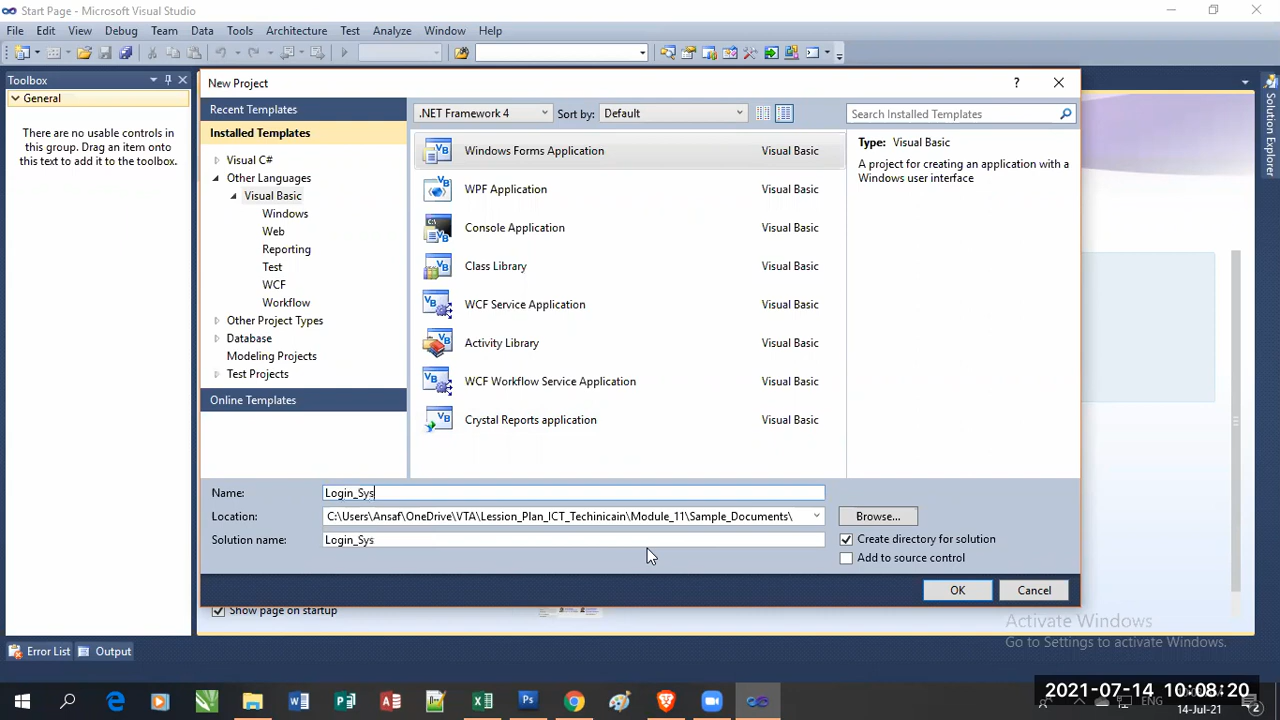 Start Page - Microsoft Visual Studio
File Edit View Debug Team Data Tools Architecture Test Analyze Window Help
Toolbox
General
There are no usable controls in
this group. Drag an item onto
this text to add it to the toolbox.
Solution Explorer
New Project
?
Recent Templates
Installed Templates
Visual C#
Other Languages
Visual Basic
Windows
Web
Reporting
Test
WCF
Workflow
Other Project Types
Database
Modeling Projects
Test Projects
Online Templates
.NET Framework 4 Sort by: Default
Search Installed Templates
Windows Forms Application Visual Basic
WPF Application Visual Basic
Console Application Visual Basic
Class Library Visual Basic
WCF Service Application Visual Basic
Activity Library Visual Basic
WCF Workflow Service Application Visual Basic
Crystal Reports application Visual Basic
Type: Visual Basic
A project for creating an application with a
Windows user interface
Name: Login_Sys
Location: C:\Users\Ansaf\OneDrive\VTA\Lession_Plan_ICT_Techinicain\Module_11\Sample_Documents\ Browse...
Solution name: Login_Sys
Create directory for solution
Add to source control
OK Cancel
Show page on startup
Activate Windows
Go to Settings to activate Windows.
Error List Output
2021-07-14 10:08:20
ENG
14-Jul-21
2